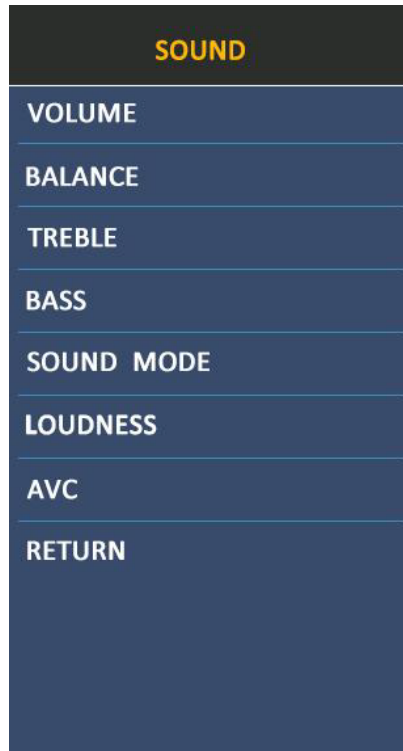 SOUND
VOLUME
BALANCE
TREBLE
BASS
SOUND MODE
LOUDNESS
AVC
RETURN